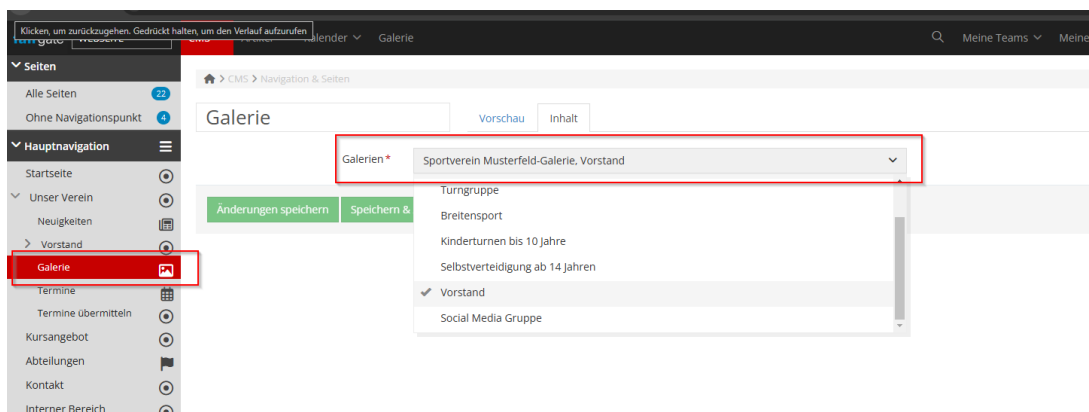 Klicken, um zurückzugehen. Gedrückt halten, um den Verlauf aufzurufen
Kalender
Galerie
Meine Teams
Meine
Seiten
Alle Seiten 22
Ohne Navigationspunkt 4
Hauptnavigation
Startseite
Unser Verein
Neuigkeiten
Vorstand
Galerie
Termine
Termine übermitteln
Kursangebot
Abteilungen
Kontakt
Interner Bereich
> CMS > Navigation & Seiten
Galerie
Vorschau
Inhalt
Galerien *
Sportverein Musterfeld-Galerie, Vorstand
Turngruppe
Breitensport
Kinderturnen bis 10 Jahre
Selbstverteidigung ab 14 Jahren
Vorstand
Social Media Gruppe
Änderungen speichern
Speichern &